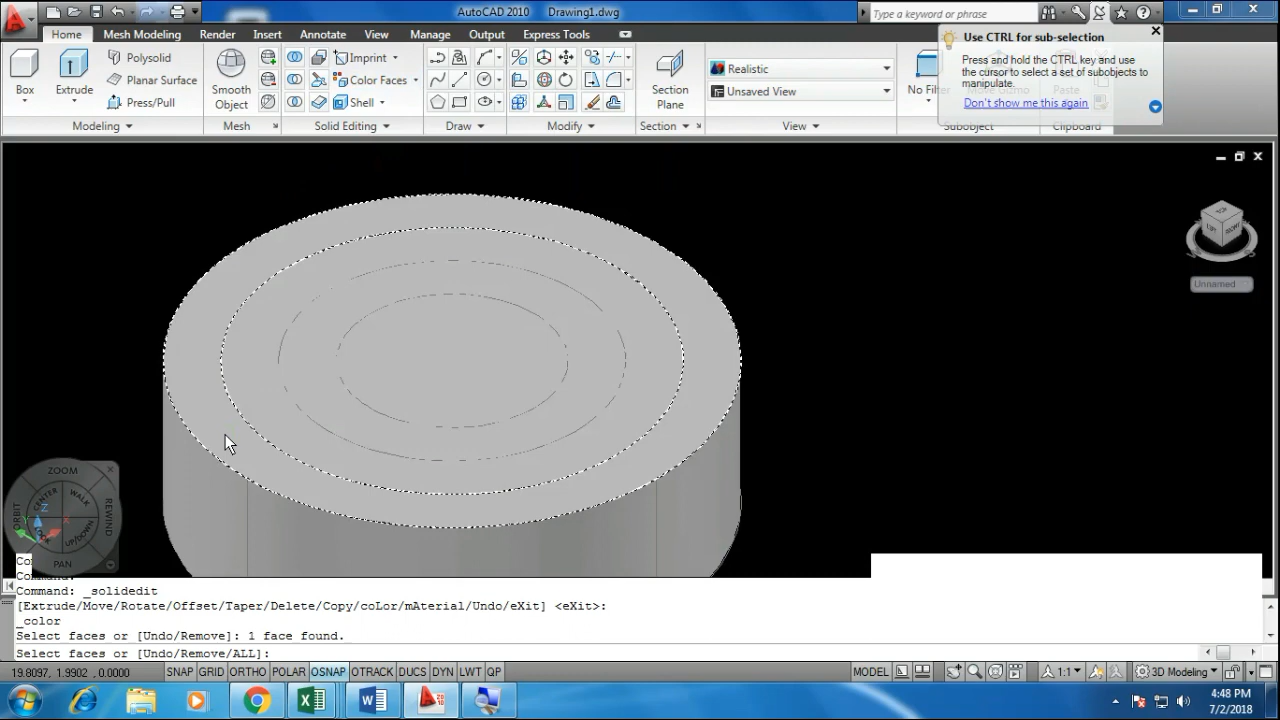 AutoCAD 2010 Drawing1.dwg
Type a keyword or phrase
Home Mesh Modeling Render Insert Annotate View Manage Output Express Tools
Use CTRL for sub-selection
Press and hold the CTRL key and use
the cursor to select a set of subobjects to
manipulate.
Don't show me this again
Box
Extrude
Polysolid
Planar Surface
Press/Pull
Modeling
Smooth
Object
Mesh
Imprint
Color Faces
Shell
Solid Editing
Draw
Modify
Section
Plane
Section
Realistic
Unsaved View
View
No Filter
Subobject
Paste
Clipboard
TOP
FRONT
Unnamed
ZOOM
CENTER
WALK
ORBIT
REWIND
UP/DOWN
PAN
Z
X
Command: _solidedit
[Extrude/Move/Rotate/Offset/Taper/Delete/Copy/coLor/mAterial/Undo/eXit] <eXit>:
_color
Select faces or [Undo/Remove]: 1 face found.
Select faces or [Undo/Remove/ALL]:
19.8097, 1.9902 , 0.0000 SNAP GRID ORTHO POLAR OSNAP OTRACK DUCS DYN LWT QP MODEL 1:1 3D Modeling
4:48 PM
7/2/2018